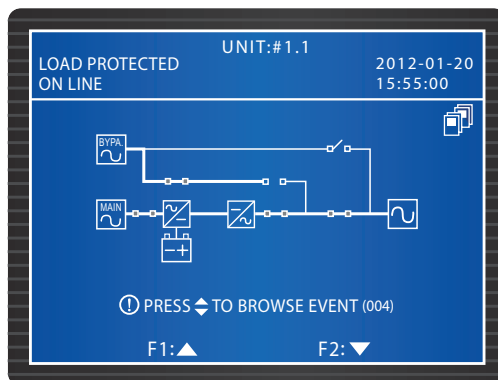 UNIT:#1.1
LOAD PROTECTED
ON LINE
2012-01-20
15:55:00
BYPA.
MAIN
! PRESS TO BROWSE EVENT (004)
F1:▲ F2:▼